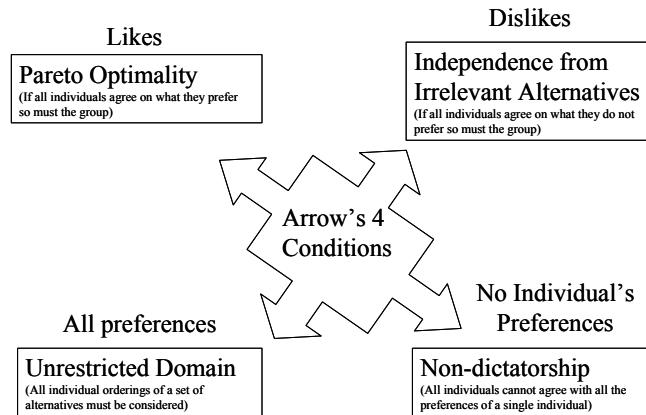 Likes
Pareto Optimality
(If all individuals agree on what they prefer
so must the group)
Dislikes
Independence from
Irrelevant Alternatives
(If all individuals agree on what they do not
prefer so must the group)
Arrow's 4
Conditions
All preferences
Unrestricted Domain
(All individual orderings of a set of
alternatives must be considered)
No Individual's
Preferences
Non-dictatorship
(All individuals cannot agree with all the
preferences of a single individual)